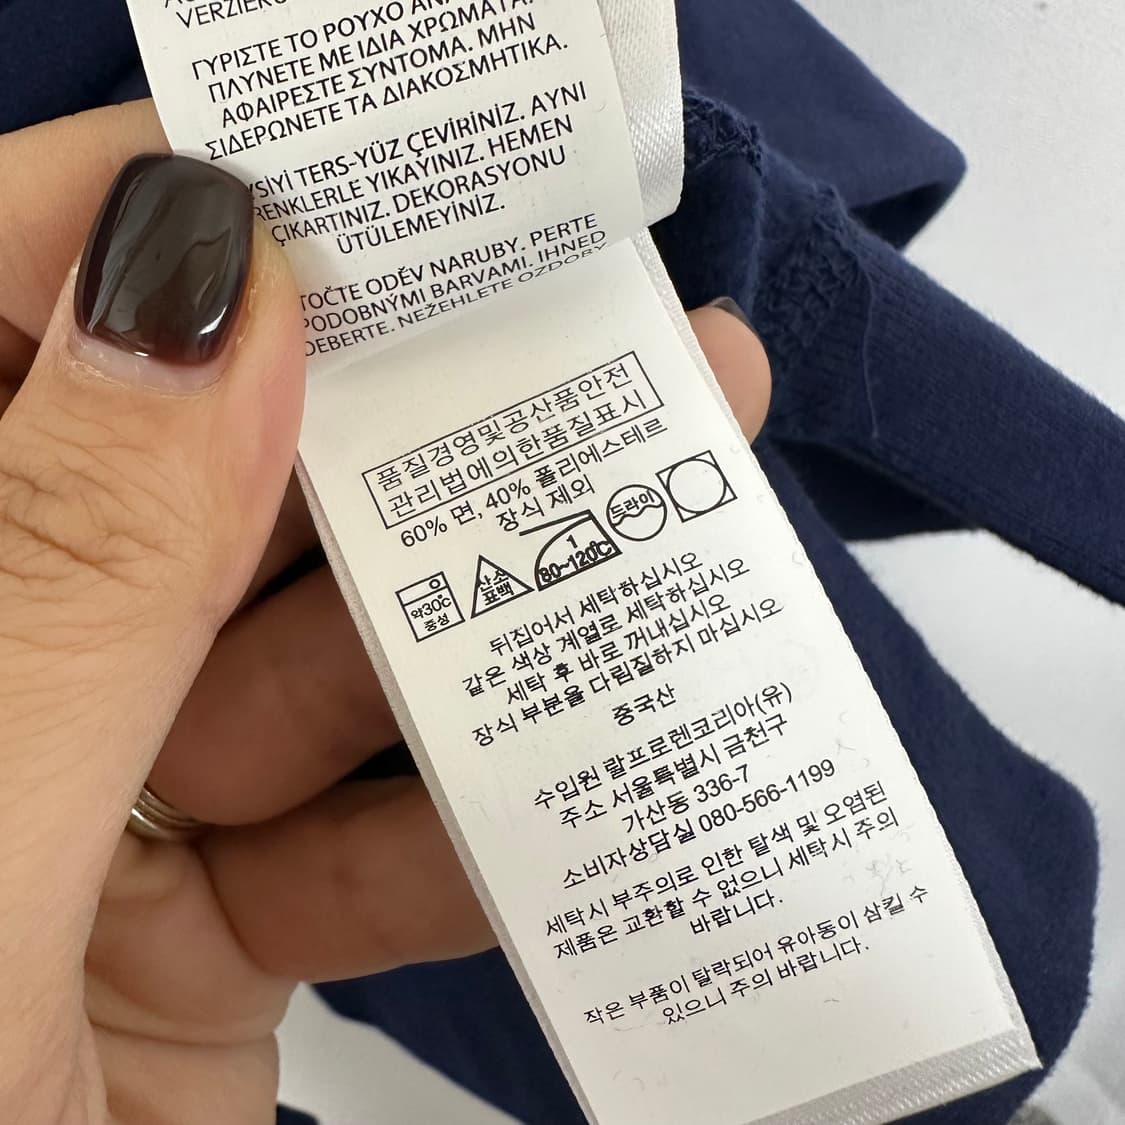 VERZIER
ΓΥΡΙΣΤΕ ΤΟ ΡΟΥΧΟ
ΠΛΥΝΕΤΕ ΜΕ ΙΔΙΑ ΧΡΩΜΑΤΑ.
ΑΦΑΙΡΕΣΤΕ ΣΥΝΤΟΜΑ. ΜΗΝ
ΣΙΔΕΡΩΝΕΤΕ ΤΑ ΔΙΑΚΟΣΜΗΤΙΚΑ.
YSİYİ TERS-YÜZ ÇEVİRİNİZ. AYNI
RENKLERLE YIKAYINIZ. HEMEN
ÇIKARTINIZ. DEKORASYONU
ÜTÜLEMEYİNİZ.
TOČTE ODĚV NARUBY. PERTE
PODOBNÝMI BARVAMI. IHNED
DEBERTE. NEŽEHLETE OZDOBY
품질경영및공산품안전
관리법에의한품질표시
60% 면, 40% 폴리에스테르
장식 제외
약30℃
중성
산소
표백
1
80~120℃
드라이
뒤집어서 세탁하십시오
같은 색상 계열로 세탁하십시오
세탁 후 바로 꺼내십시오
장식 부분을 다림질하지 마십시오
중국산
수입원 랄프로렌코리아(유)
주소 서울특별시 금천구
가산동 336-7
소비자상담실 080-566-1199
세탁시 부주의로 인한 탈색 및 오염된
제품은 교환할 수 없으니 세탁시 주의
바랍니다.
작은 부품이 탈락되어 유아동이 삼킬 수
있으니 주의 바랍니다.